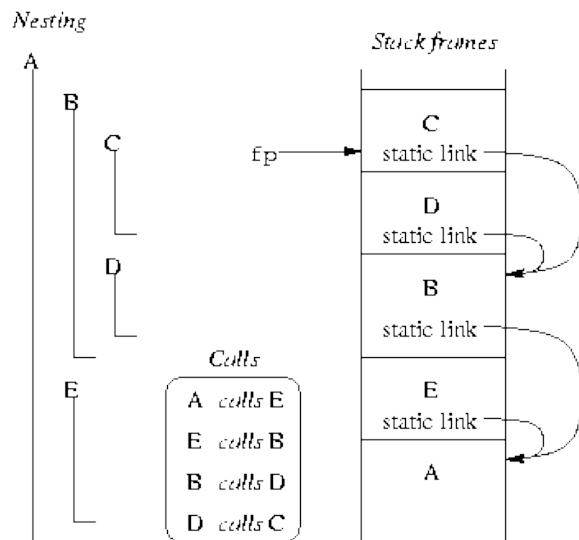 Nesting
A
B
C
D
E
Calls
A calls E
E calls B
B calls D
D calls C
Stack frames
fp
C
static link
D
static link
B
static link
E
static link
A